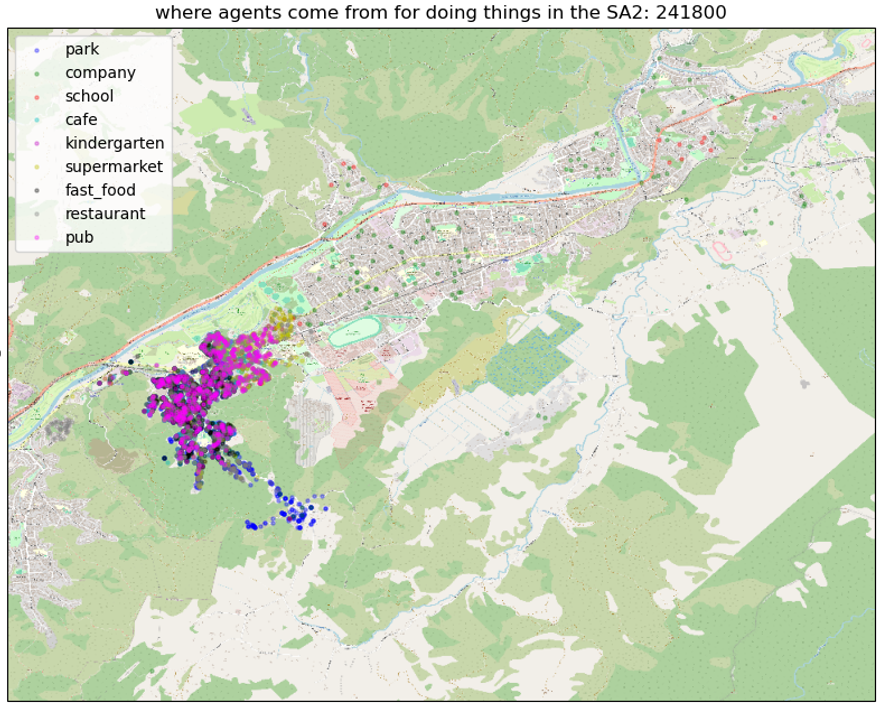 where agents come from for doing things in the SA2: 241800
park
company
school
cafe
kindergarten
supermarket
fast_food
restaurant
pub